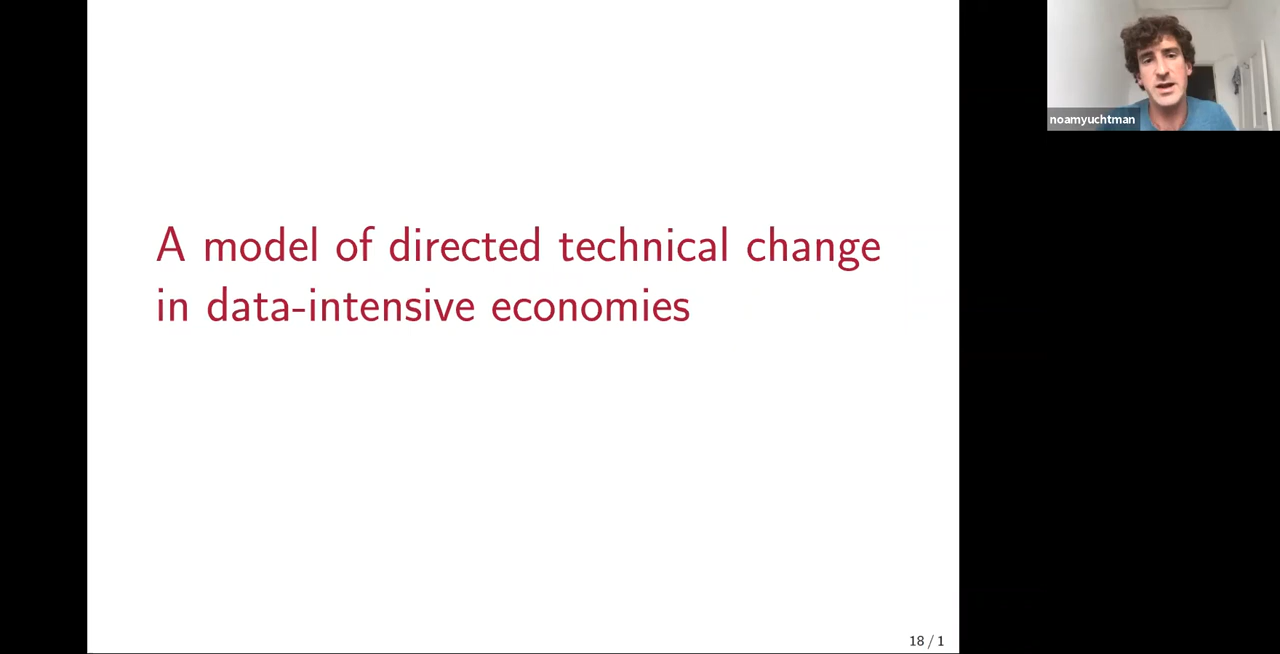 noamyuchtman
A model of directed technical change
in data-intensive economies
18 / 1